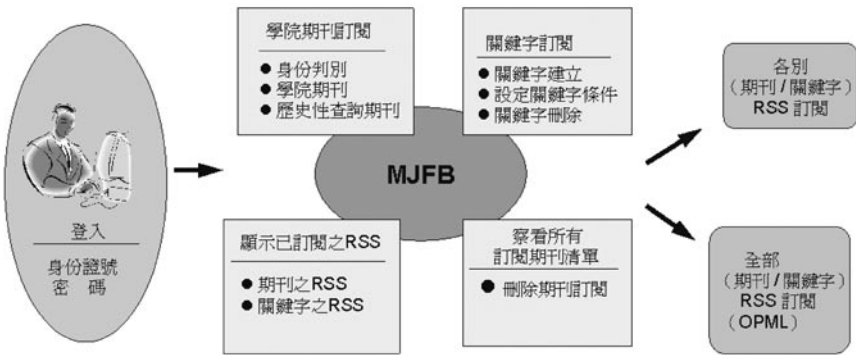 登入
身份證號
密 碼
學院期刊訂閱
● 身份判別
● 學院期刊
● 歷史性查詢期刊
關鍵字訂閱
● 關鍵字建立
● 設定關鍵字條件
● 關鍵字刪除
MJFB
顯示已訂閱之RSS
● 期刊之RSS
● 關鍵字之RSS
察看所有
訂閱期刊清單
● 刪除期刊訂閱
各別
(期刊/關鍵字)
RSS 訂閱
全部
(期刊/關鍵字)
RSS 訂閱
(OPML)